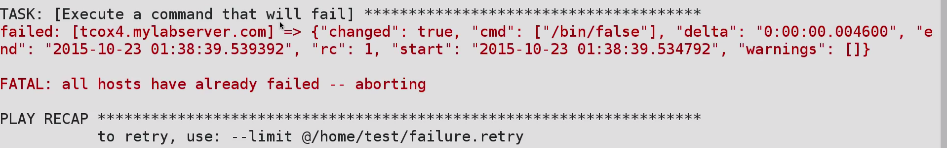 TASK: [Execute a command that will fail] ***************************************
failed: [tcox4.mylabserver.com] => {"changed": true, "cmd": ["/bin/false"], "delta": "0:00:00.004600", "e
nd": "2015-10-23 01:38:39.539392", "rc": 1, "start": "2015-10-23 01:38:39.534792", "warnings": []}
FATAL: all hosts have already failed -- aborting
PLAY RECAP ********************************************************************
to retry, use: --limit @/home/test/failure.retry